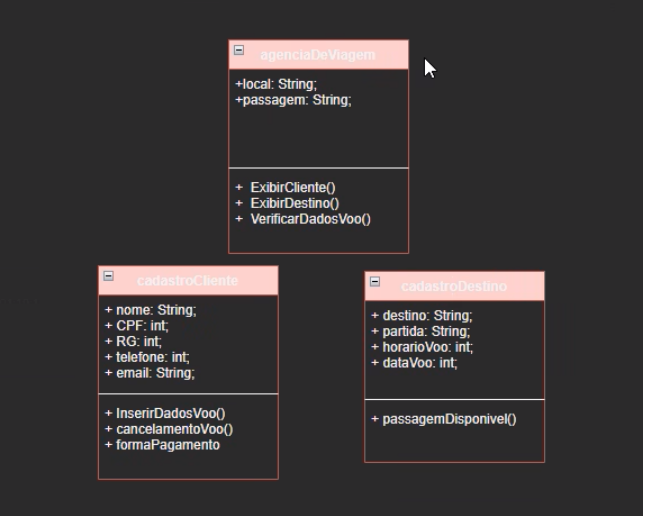 agenciaDeViagem
+local: String;
+passagem: String;
+ ExibirCliente()
+ ExibirDestino()
+ VerificarDadosVoo()
cadastroCliente
+ nome: String;
+ CPF: int;
+ RG: int;
+ telefone: int;
+ email: String;
+ InserirDadosVoo()
+ cancelamentoVoo()
+ formaPagamento
cadastroDestino
+ destino: String;
+ partida: String;
+ horarioVoo: int;
+ dataVoo: int;
+ passagemDisponivel()